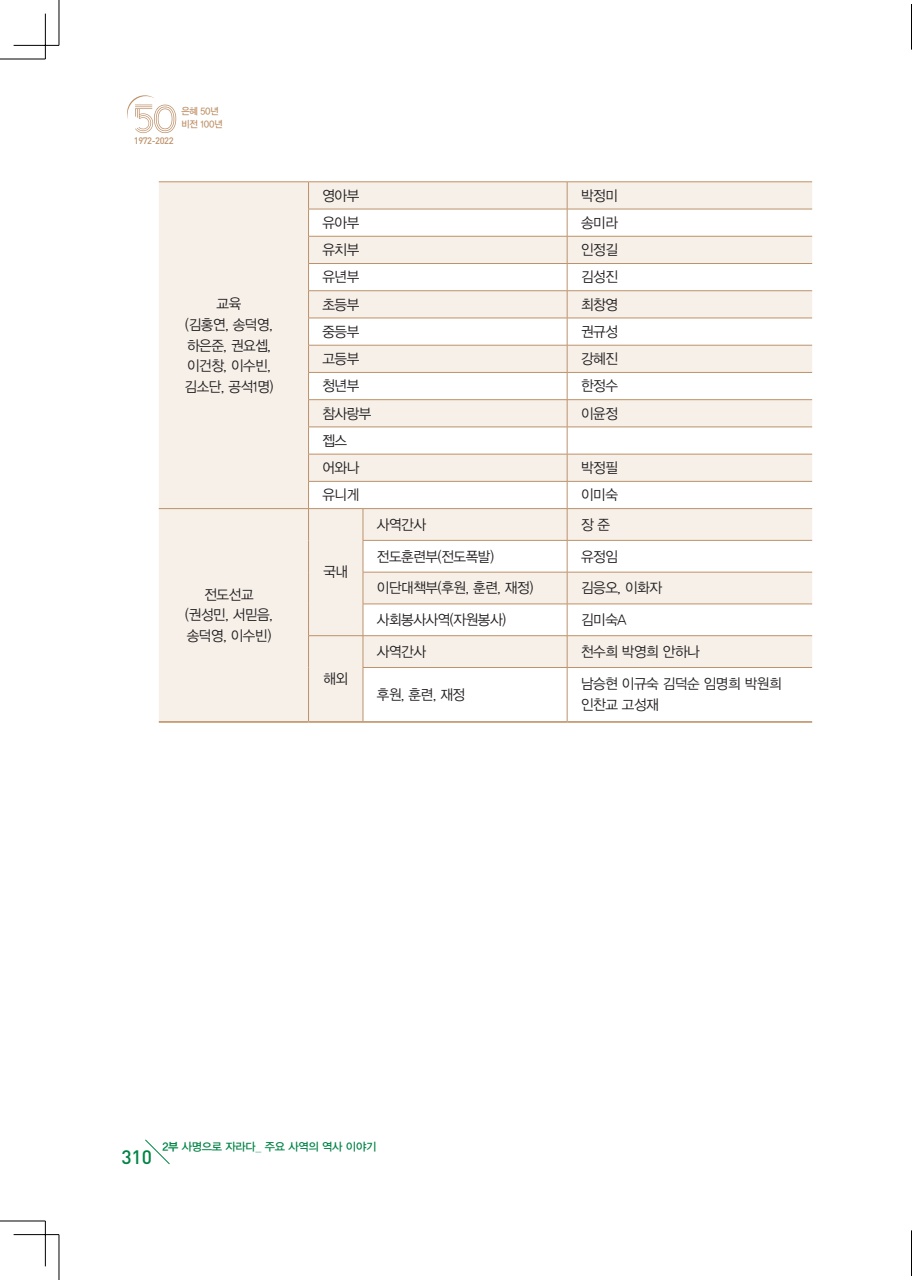 50 은혜 50년
비전 100년
1972-2022
영아부 박정미
유아부 송미라
유치부 인정길
유년부 김성진
교육
(김홍연, 송덕영,
하은준, 권요셉,
이건창, 이수빈,
김소단, 공석1명)
초등부 최창영
중등부 권규성
고등부 강혜진
청년부 한정수
참사랑부 이윤정
젭스
어와나 박정필
유니게 이미숙
전도선교
(권성민, 서믿음,
송덕영, 이수빈)
국내
사역간사 장 준
전도훈련부(전도폭발) 유정임
이단대책부(후원, 훈련, 재정) 김응오, 이화자
사회봉사사역(자원봉사) 김미숙A
해외
사역간사 천수희 박영희 안하나
후원, 훈련, 재정 남승현 이규숙 김덕순 임명희 박원희
인찬교 고성재
310 2부 사명으로 자라다_ 주요 사역의 역사 이야기